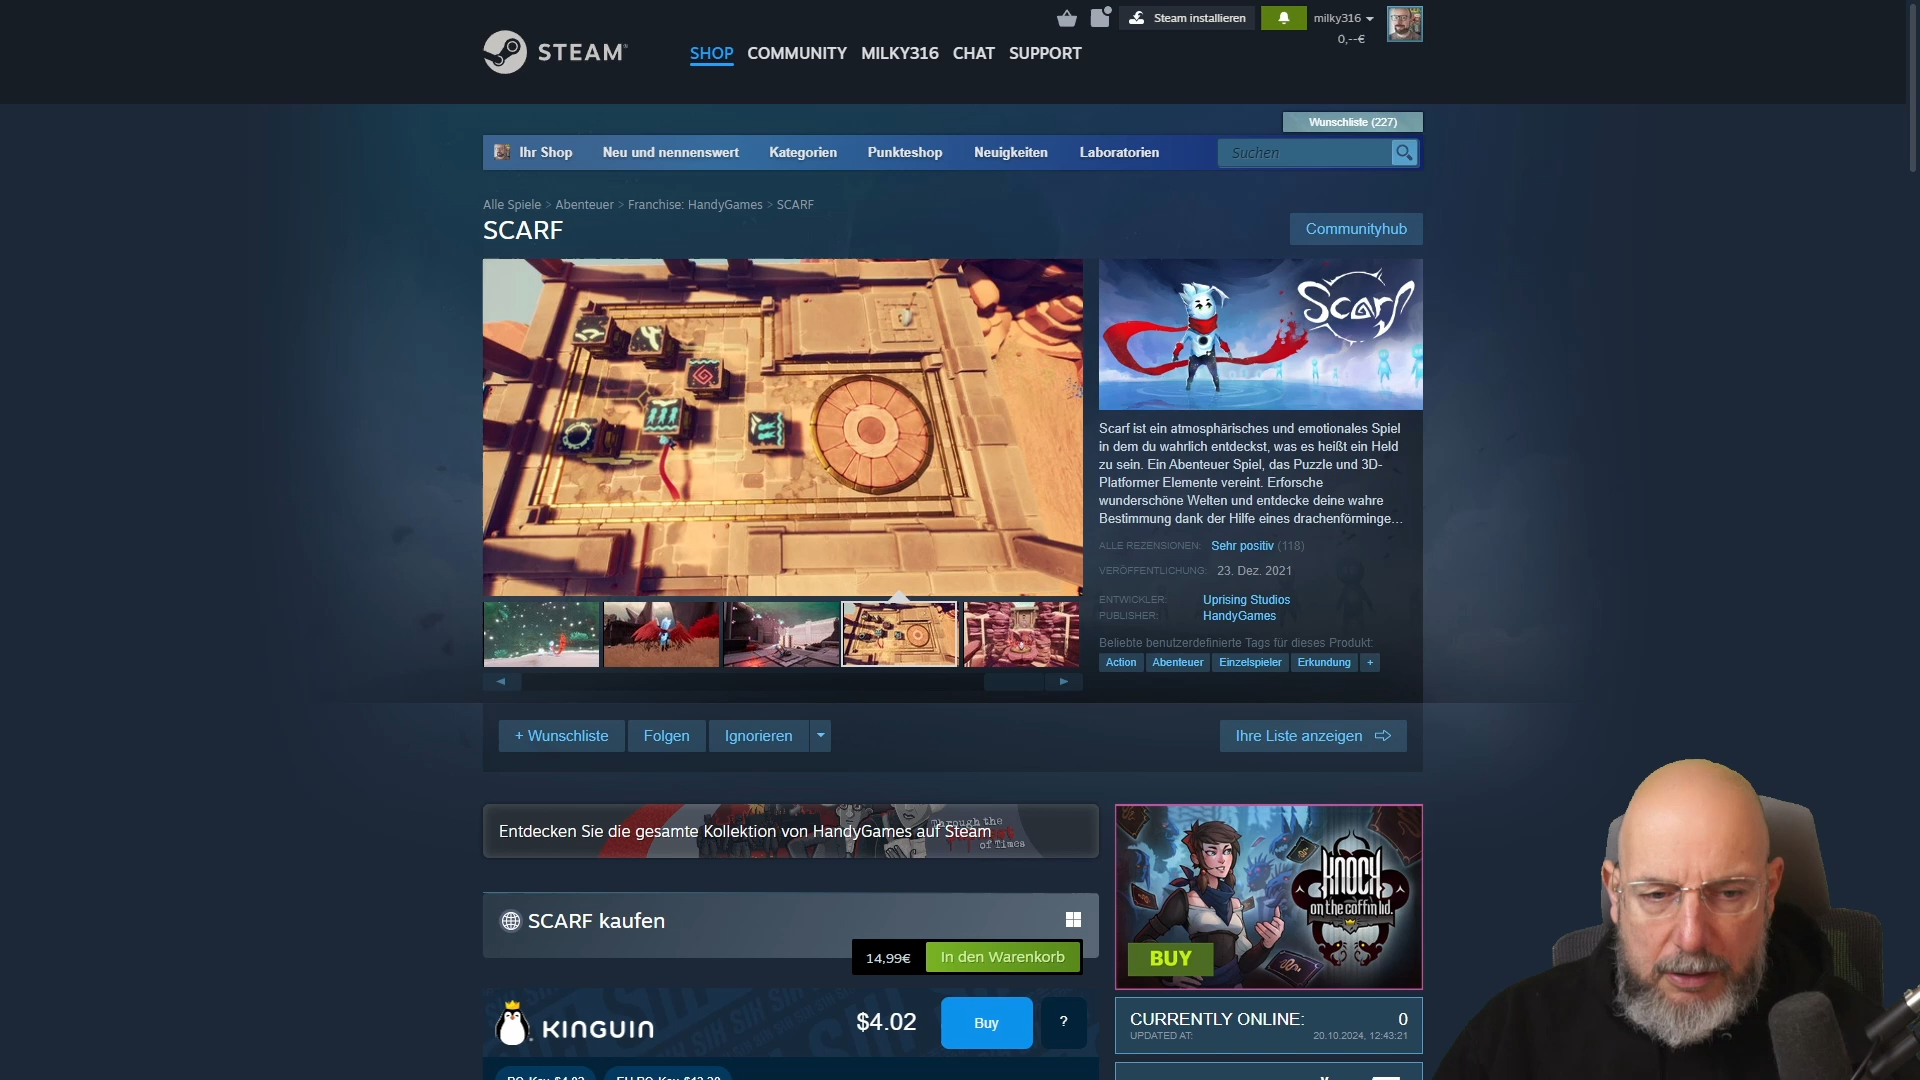 Steam installieren
milky316
0,--€
STEAM
SHOP
COMMUNITY
MILKY316
CHAT
SUPPORT
Wunschliste (227)
Ihr Shop
Neu und nennenswert
Kategorien
Punkteshop
Neuigkeiten
Laboratorien
Suchen
Alle Spiele > Abenteuer > Franchise: HandyGames > SCARF
SCARF
Communityhub
Scarf
Scarf ist ein atmosphärisches und emotionales Spiel
in dem du wahrlich entdeckst, was es heißt ein Held
zu sein. Ein Abenteuer Spiel, das Puzzle und 3D-
Platformer Elemente vereint. Erforsche
wunderschöne Welten und entdecke deine wahre
Bestimmung dank der Hilfe eines drachenförminge...
ALLE REZENSIONEN: Sehr positiv (118)
VERÖFFENTLICHUNG: 23. Dez. 2021
ENTWICKLER: Uprising Studios
PUBLISHER: HandyGames
Beliebte benutzerdefinierte Tags für dieses Produkt:
Action
Abenteuer
Einzelspieler
Erkundung
+
+ Wunschliste
Folgen
Ignorieren
Ihre Liste anzeigen
Entdecken Sie die gesamte Kollektion von HandyGames auf Steam
Through the
of Times
SCARF kaufen
14,99€
In den Warenkorb
KNOCK
on the coffin lid.
BUY
KINGUIN
$4.02
Buy
?
CURRENTLY ONLINE: 0
UPDATED AT: 20.10.2024, 12:43:21